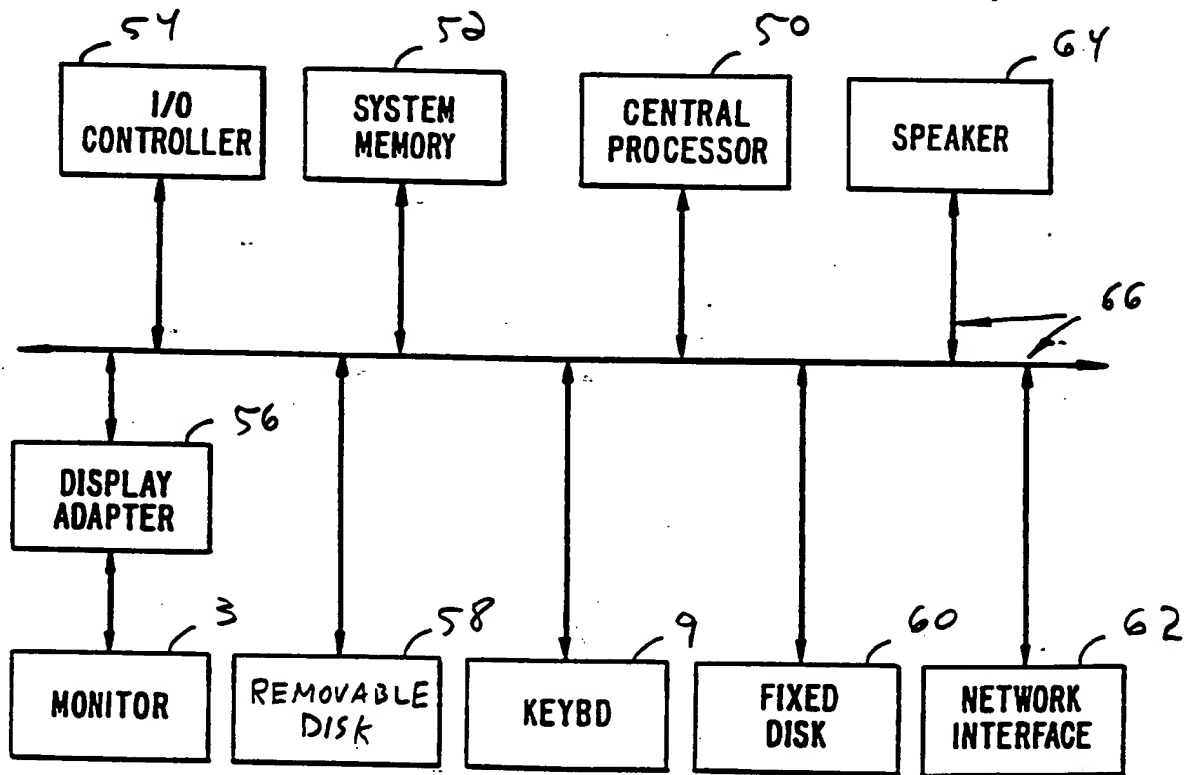 54
52
50
64
I/O
CONTROLLER
SYSTEM
MEMORY
CENTRAL
PROCESSOR
SPEAKER
66
56
DISPLAY
ADAPTER
3
58
9
60
62
MONITOR
REMOVABLE
DISK
KEYBD
FIXED
DISK
NETWORK
INTERFACE